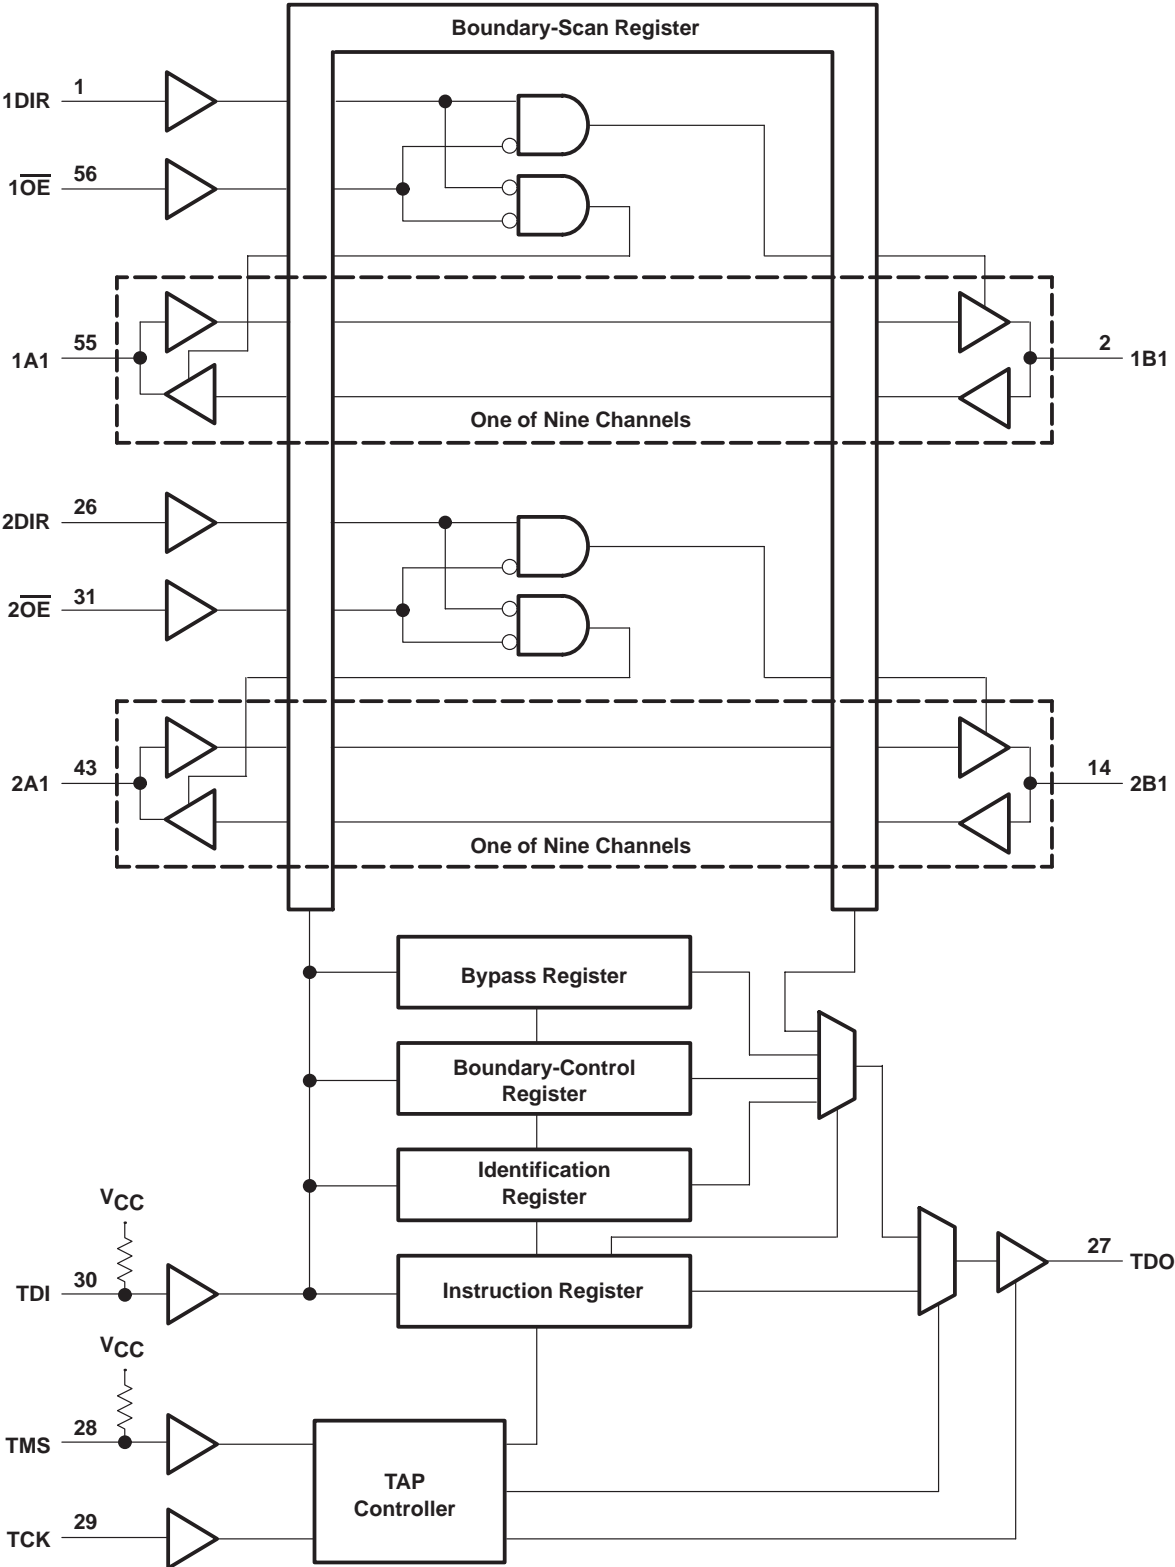 Boundary-Scan Register
1DIR 1
1O̅E̅ 56
1A1 55
2 1B1
One of Nine Channels
2DIR 26
2O̅E̅ 31
2A1 43
14 2B1
One of Nine Channels
Bypass Register
Boundary-Control
Register
Identification
Register
VCC
27 TDO
TDI 30
Instruction Register
VCC
TMS 28
TAP
Controller
TCK 29